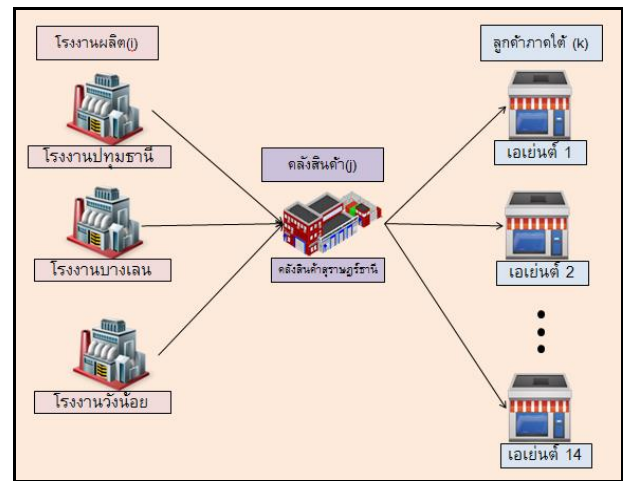 โรงงานผลิต(i)
โรงงานปทุมธานี
โรงงานบางเลน
โรงงานวังน้อย
คลังสินค้า(j)
คลังสินค้าสุราษฎร์ธานี
ลูกค้าภาคใต้ (k)
เอเย่นต์ 1
เอเย่นต์ 2
เอเย่นต์ 14